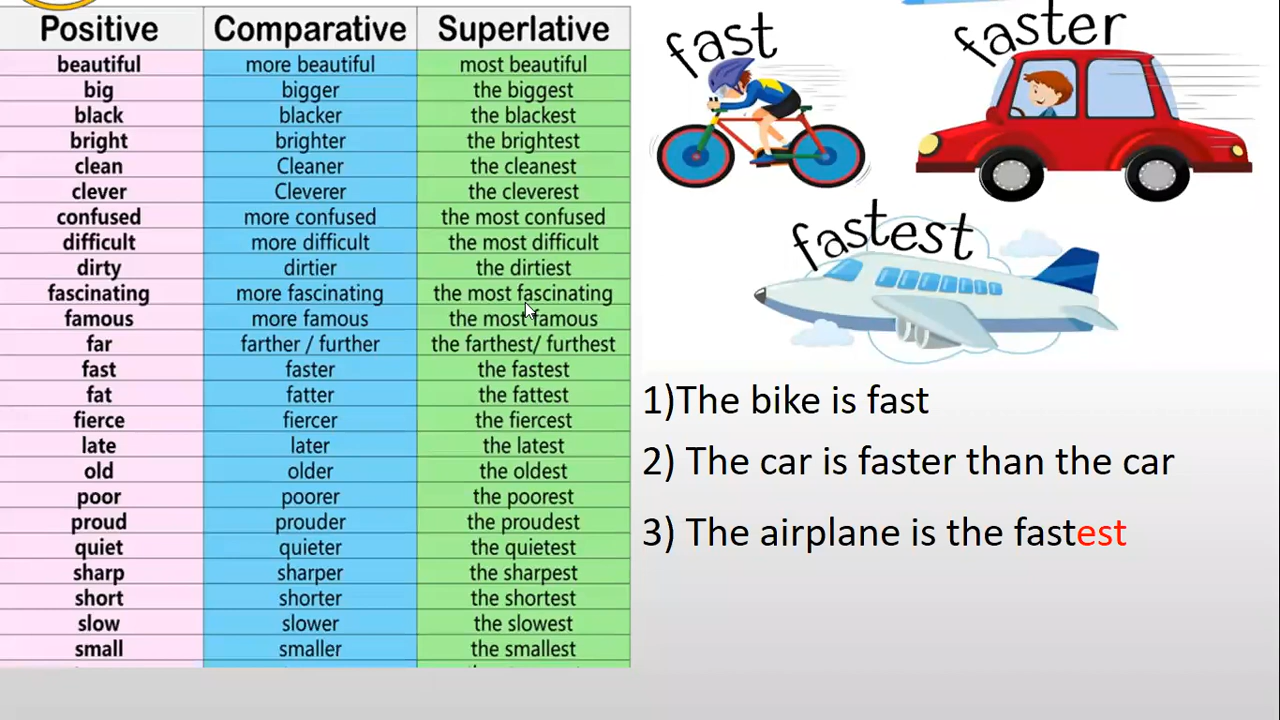 Positive Comparative Superlative
beautiful more beautiful most beautiful
big bigger the biggest
black blacker the blackest
bright brighter the brightest
clean Cleaner the cleanest
clever Cleverer the cleverest
confused more confused the most confused
difficult more difficult the most difficult
dirty dirtier the dirtiest
fascinating more fascinating the most fascinating
famous more famous the most famous
far farther / further the farthest/ furthest
fast faster the fastest
fat fatter the fattest
fierce fiercer the fiercest
late later the latest
old older the oldest
poor poorer the poorest
proud prouder the proudest
quiet quieter the quietest
sharp sharper the sharpest
short shorter the shortest
slow slower the slowest
small smaller the smallest
fast
faster
fastest
1)The bike is fast
2) The car is faster than the car
3) The airplane is the fastest